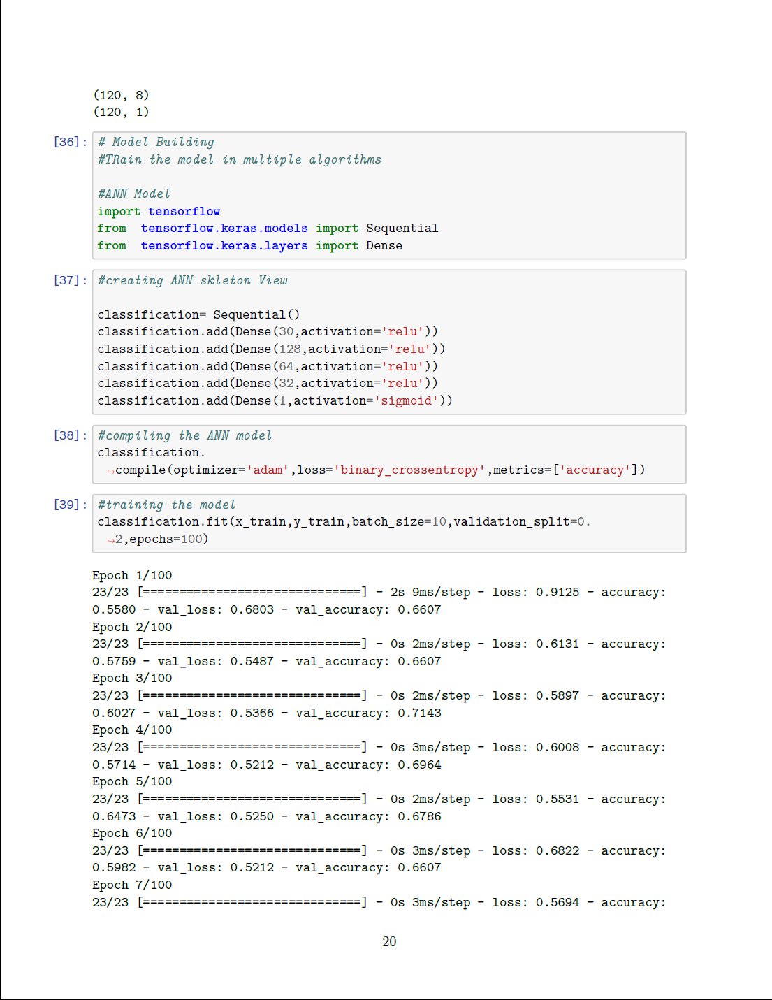 (120, 8)
(120, 1)
[36]: # Model Building
#TRain the model in multiple algorithms
#ANN Model
import tensorflow
from  tensorflow.keras.models import Sequential
from  tensorflow.keras.layers import Dense
[37]: #creating ANN skleton View
classification= Sequential()
classification.add(Dense(30,activation='relu'))
classification.add(Dense(128,activation='relu'))
classification.add(Dense(64,activation='relu'))
classification.add(Dense(32,activation='relu'))
classification.add(Dense(1,activation='sigmoid'))
[38]: #compiling the ANN model
classification.
↪compile(optimizer='adam',loss='binary_crossentropy',metrics=['accuracy'])
[39]: #training the model
classification.fit(x_train,y_train,batch_size=10,validation_split=0.
↪2,epochs=100)
Epoch 1/100
23/23 [==============================] - 2s 9ms/step - loss: 0.9125 - accuracy:
0.5580 - val_loss: 0.6803 - val_accuracy: 0.6607
Epoch 2/100
23/23 [==============================] - 0s 2ms/step - loss: 0.6131 - accuracy:
0.5759 - val_loss: 0.5487 - val_accuracy: 0.6607
Epoch 3/100
23/23 [==============================] - 0s 2ms/step - loss: 0.5897 - accuracy:
0.6027 - val_loss: 0.5366 - val_accuracy: 0.7143
Epoch 4/100
23/23 [==============================] - 0s 3ms/step - loss: 0.6008 - accuracy:
0.5714 - val_loss: 0.5212 - val_accuracy: 0.6964
Epoch 5/100
23/23 [==============================] - 0s 2ms/step - loss: 0.5531 - accuracy:
0.6473 - val_loss: 0.5250 - val_accuracy: 0.6786
Epoch 6/100
23/23 [==============================] - 0s 3ms/step - loss: 0.6822 - accuracy:
0.5982 - val_loss: 0.5212 - val_accuracy: 0.6607
Epoch 7/100
23/23 [==============================] - 0s 3ms/step - loss: 0.5694 - accuracy:
20